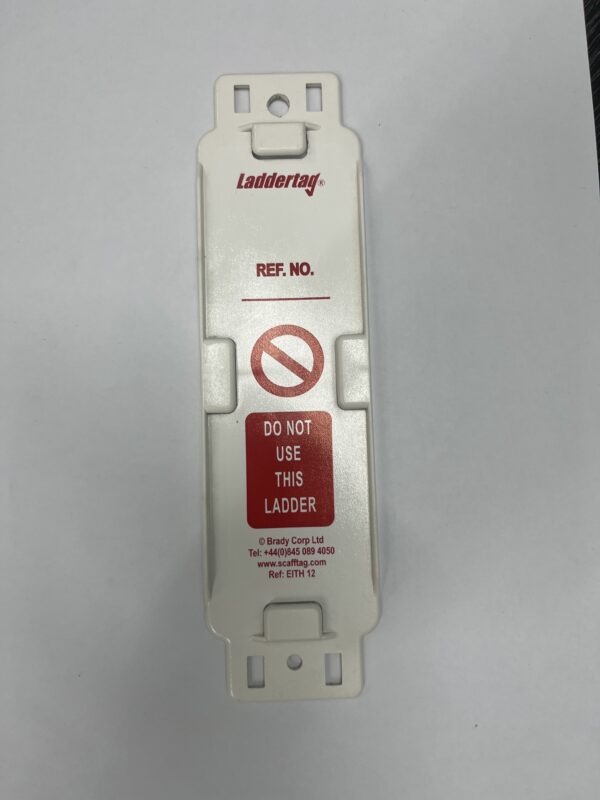 Laddertag®
REF. NO.
DO NOT
USE
THIS
LADDER
© Brady Corp Ltd
Tel: +44(0)845 089 4050
www.scafftag.com
Ref: EITH 12